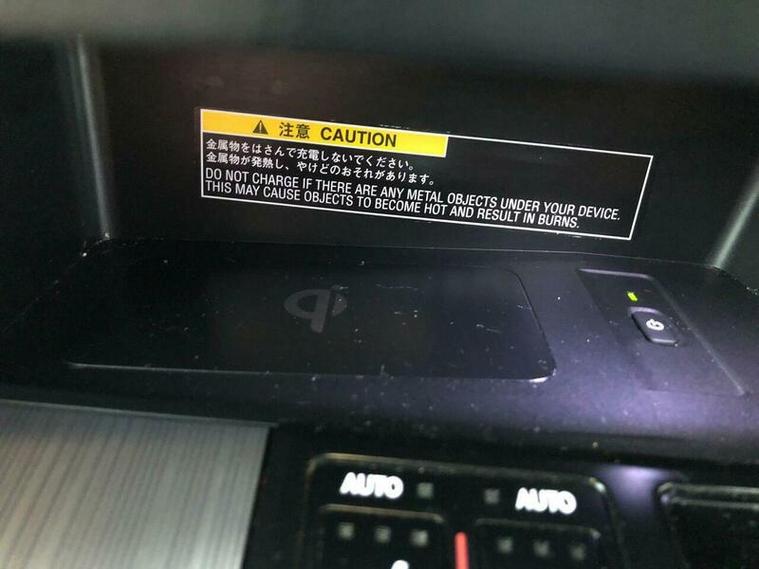 注意 CAUTION
金属物をはさんで充電しないでください。
金属物が発熱し、やけどのおそれがあります。
DO NOT CHARGE IF THERE ARE ANY METAL OBJECTS UNDER YOUR DEVICE.
THIS MAY CAUSE OBJECTS TO BECOME HOT AND RESULT IN BURNS.
AUTO AUTO